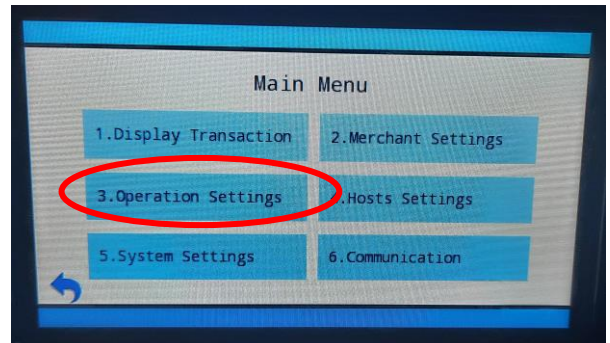 Main Menu
1.Display Transaction
2.Merchant Settings
3.Operation Settings
.Hosts Settings
5.System Settings
6.Communication